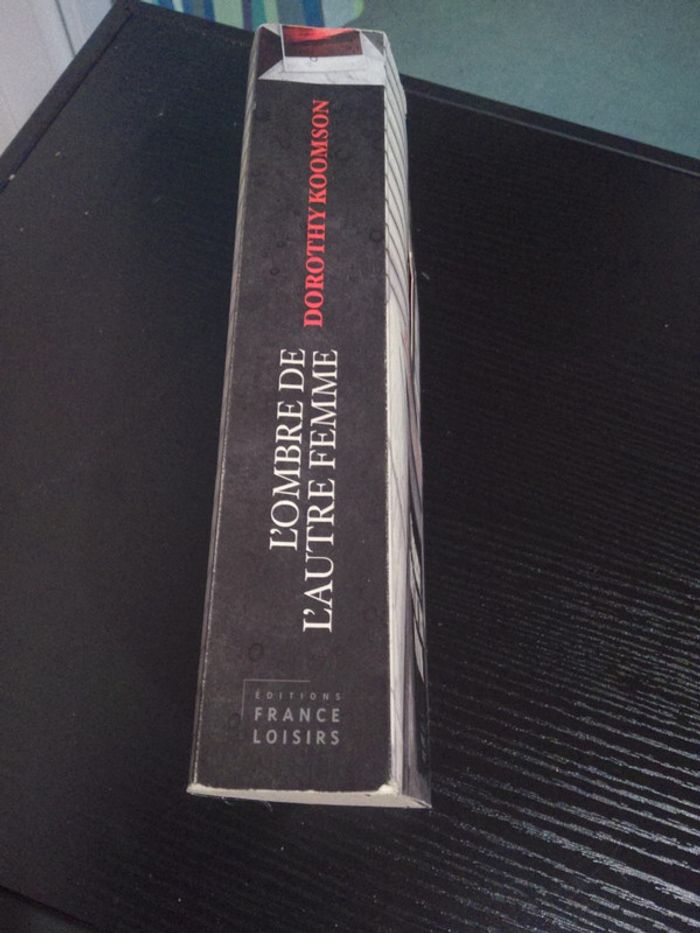 DOROTHY KOOMSON
L'OMBRE DE
L'AUTRE FEMME
ÉDITIONS
FRANCE
LOISIRS